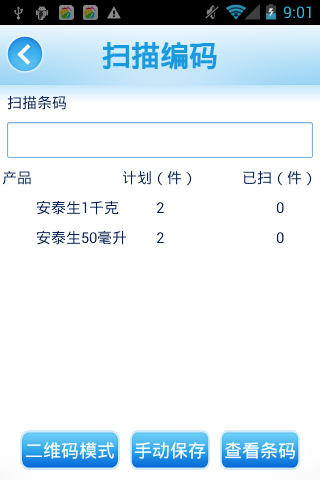 9:01
扫描编码
扫描条码
产品 计划（件） 已扫（件）
安泰生1千克 2 0
安泰生50毫升 2 0
二维码模式 手动保存 查看条码